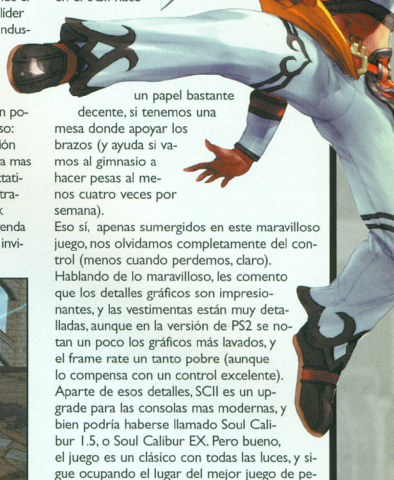 líder
indus-
n po-
so:
ión
a mas
tati-
tra-
k
enda
invi-
un papel bastante
decente, si tenemos una
mesa donde apoyar los
brazos (y ayuda si va-
mos al gimnasio a
hacer pesas al me-
nos cuatro veces por
semana).
Eso sí, apenas sumergidos en este maravilloso
juego, nos olvidamos completamente del con-
trol (menos cuando perdemos, claro).
Hablando de lo maravilloso, les comento
que los detalles gráficos son impresio-
nantes, y las vestimentas están muy deta-
lladas, aunque en la versión de PS2 se no-
tan un poco los gráficos más lavados, y
el frame rate un tanto pobre (aunque
lo compensa con un control excelente).
Aparte de esos detalles, SCII es un up-
grade para las consolas mas modernas, y
bien podría haberse llamado Soul Cali-
bur 1.5, o Soul Calibur EX. Pero bueno,
el juego es un clásico con todas las luces, y si-
gue ocupando el lugar del mejor juego de pe-